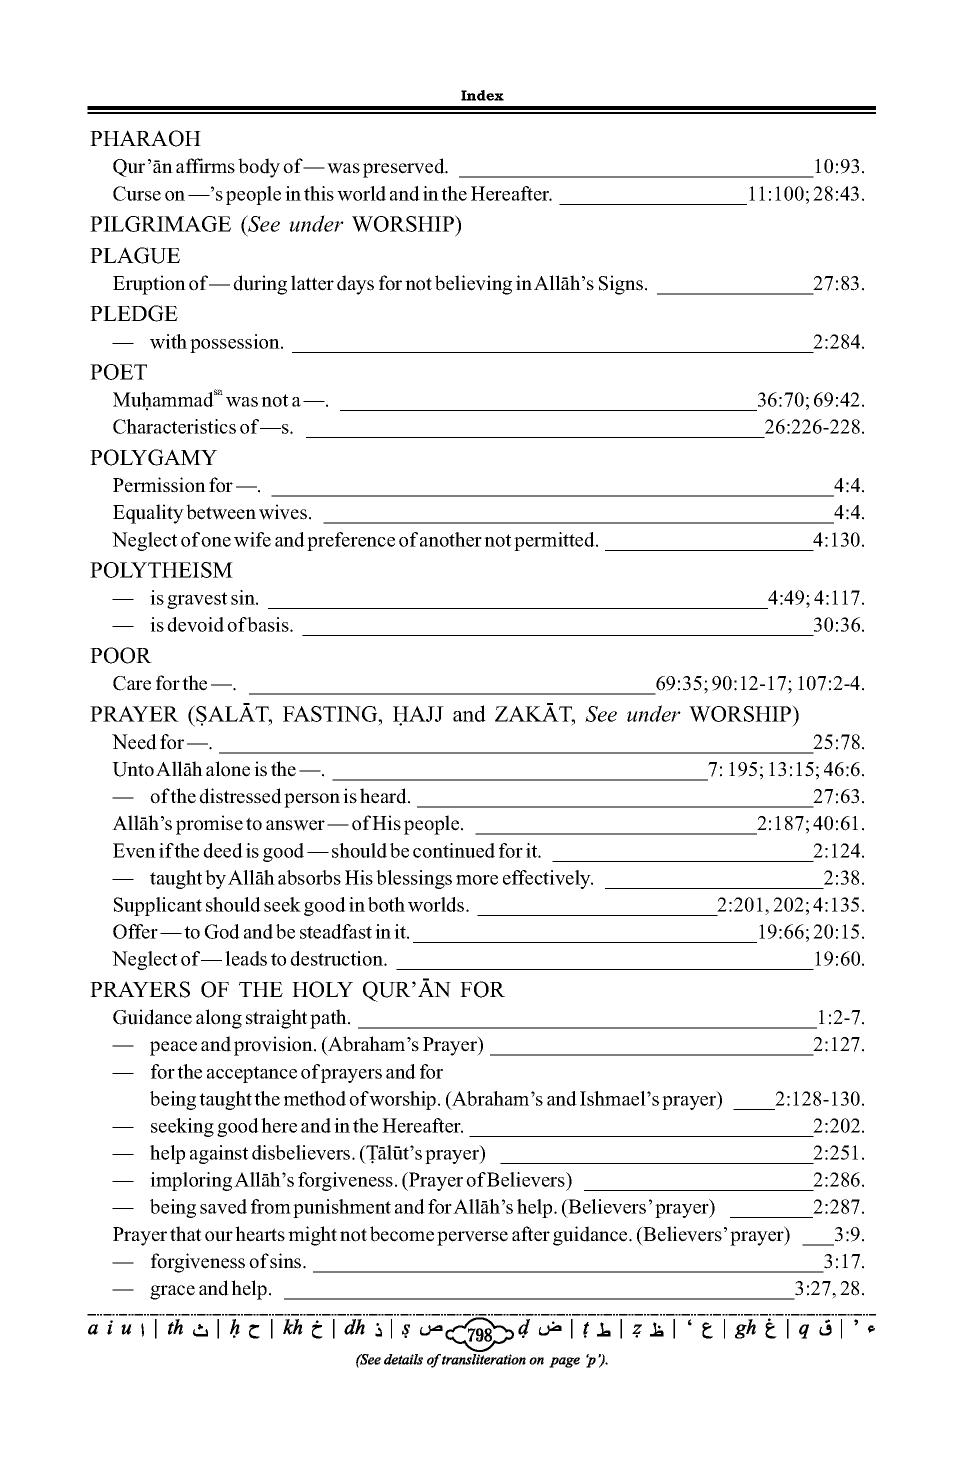 Index
PHARAOH
Qur’ān affirms body of — was preserved. 10:93.
Curse on —’s people in this world and in the Hereafter. 11:100; 28:43.
PILGRIMAGE (See under WORSHIP)
PLAGUE
Eruption of — during latter days for not believing in Allāh’s Signs. 27:83.
PLEDGE
— with possession. 2:284.
POET
Muḥammadsa was not a —. 36:70; 69:42.
Characteristics of —s. 26:226-228.
POLYGAMY
Permission for —. 4:4.
Equality between wives. 4:4.
Neglect of one wife and preference of another not permitted. 4:130.
POLYTHEISM
— is gravest sin. 4:49; 4:117.
— is devoid of basis. 30:36.
POOR
Care for the —. 69:35; 90:12-17; 107:2-4.
PRAYER (ṢALĀT, FASTING, ḤAJJ and ZAKĀT, See under WORSHIP)
Need for —. 25:78.
Unto Allāh alone is the —. 7: 195; 13:15; 46:6.
— of the distressed person is heard. 27:63.
Allāh’s promise to answer — of His people. 2:187; 40:61.
Even if the deed is good — should be continued for it. 2:124.
— taught by Allāh absorbs His blessings more effectively. 2:38.
Supplicant should seek good in both worlds. 2:201, 202; 4:135.
Offer — to God and be steadfast in it. 19:66; 20:15.
Neglect of — leads to destruction. 19:60.
PRAYERS OF THE HOLY QUR’ĀN FOR
Guidance along straight path. 1:2-7.
— peace and provision. (Abraham’s Prayer) 2:127.
— for the acceptance of prayers and for
being taught the method of worship. (Abraham’s and Ishmael’s prayer) 2:128-130.
— seeking good here and in the Hereafter. 2:202.
— help against disbelievers. (Ṭālūt’s prayer) 2:251.
— imploring Allāh’s forgiveness. (Prayer of Believers) 2:286.
— being saved from punishment and for Allāh’s help. (Believers’ prayer) 2:287.
Prayer that our hearts might not become perverse after guidance. (Believers’ prayer) 3:9.
— forgiveness of sins. 3:17.
— grace and help. 3:27, 28.
a i u ا | th ث | ḥ ح | kh خ | dh ذ | ṣ ص 798 ḍ ض | ṭ ط | ẓ ظ | ‘ ع | gh غ | q ق | ’ ء
(See details of transliteration on page ‘p’).